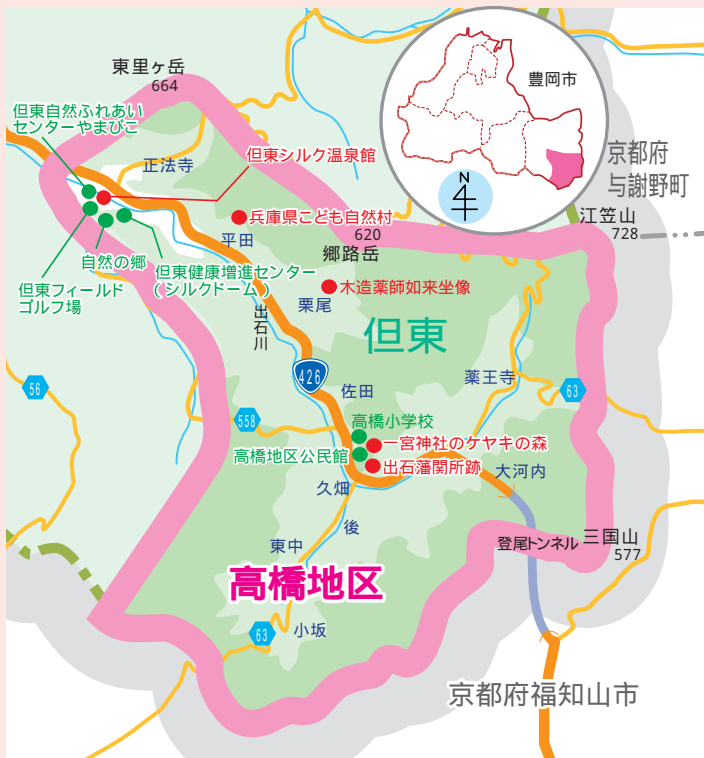 東里ヶ岳
664
但東自然ふれあい
センターやまびこ
正法寺
但東シルク温泉館
豊岡市
N
京都府
与謝野町
江笠山
728
兵庫県こども自然村
平田
620
郷路岳
自然の郷
但東健康増進センター
(シルクドーム)
但東フィールド
ゴルフ場
木造薬師如来坐像
栗尾
出石川
但東
426
佐田
薬王寺
56
63
558
高橋小学校
一宮神社のケヤキの森
高橋地区公民館
出石藩関所跡
大河内
久畑
後
東中
登尾トンネル
三国山
577
高橋地区
63
小坂
京都府福知山市